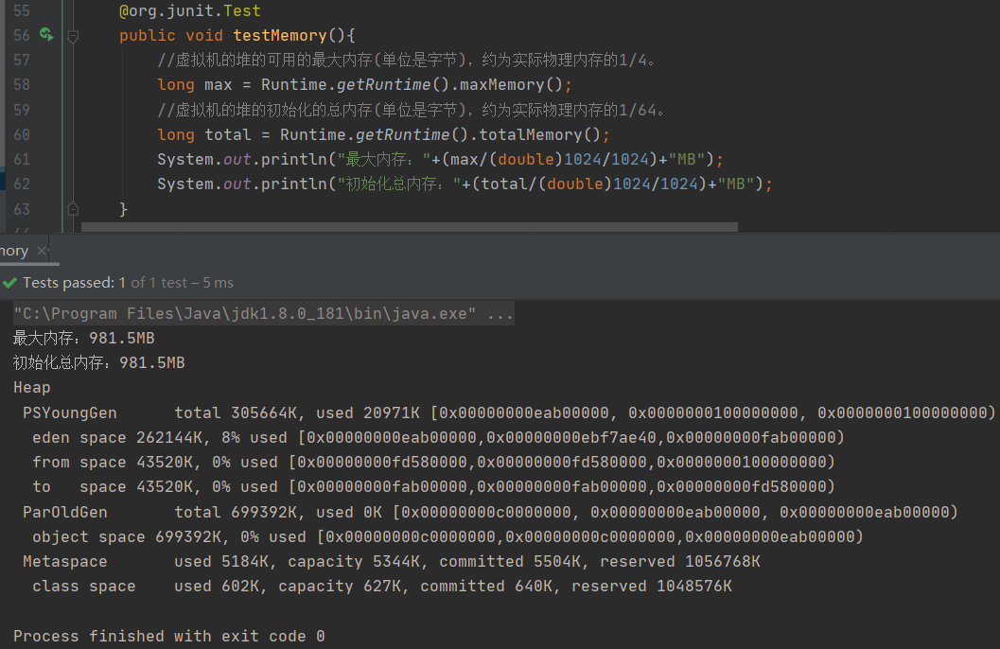 55 @org.junit.Test
56 public void testMemory(){
57 //虚拟机的堆的可用的最大内存(单位是字节)，约为实际物理内存的1/4。
58 long max = Runtime.getRuntime().maxMemory();
59 //虚拟机的堆的初始化的总内存(单位是字节)，约为实际物理内存的1/64。
60 long total = Runtime.getRuntime().totalMemory();
61 System.out.println("最大内存："+(max/(double)1024/1024)+"MB");
62 System.out.println("初始化总内存："+(total/(double)1024/1024)+"MB");
63 }
nory ×
Tests passed: 1 of 1 test – 5 ms
"C:\Program Files\Java\jdk1.8.0_181\bin\java.exe" ...
最大内存：981.5MB
初始化总内存：981.5MB
Heap
PSYoungGen total 305664K, used 20971K [0x00000000eab00000, 0x0000000100000000, 0x0000000100000000)
eden space 262144K, 8% used [0x00000000eab00000,0x00000000ebf7ae40,0x00000000fab00000)
from space 43520K, 0% used [0x00000000fd580000,0x00000000fd580000,0x0000000100000000)
to space 43520K, 0% used [0x00000000fab00000,0x00000000fab00000,0x00000000fd580000)
ParOldGen total 699392K, used 0K [0x00000000c0000000, 0x00000000eab00000, 0x00000000eab00000)
object space 699392K, 0% used [0x00000000c0000000,0x00000000c0000000,0x00000000eab00000)
Metaspace used 5184K, capacity 5344K, committed 5504K, reserved 1056768K
class space used 602K, capacity 627K, committed 640K, reserved 1048576K
Process finished with exit code 0